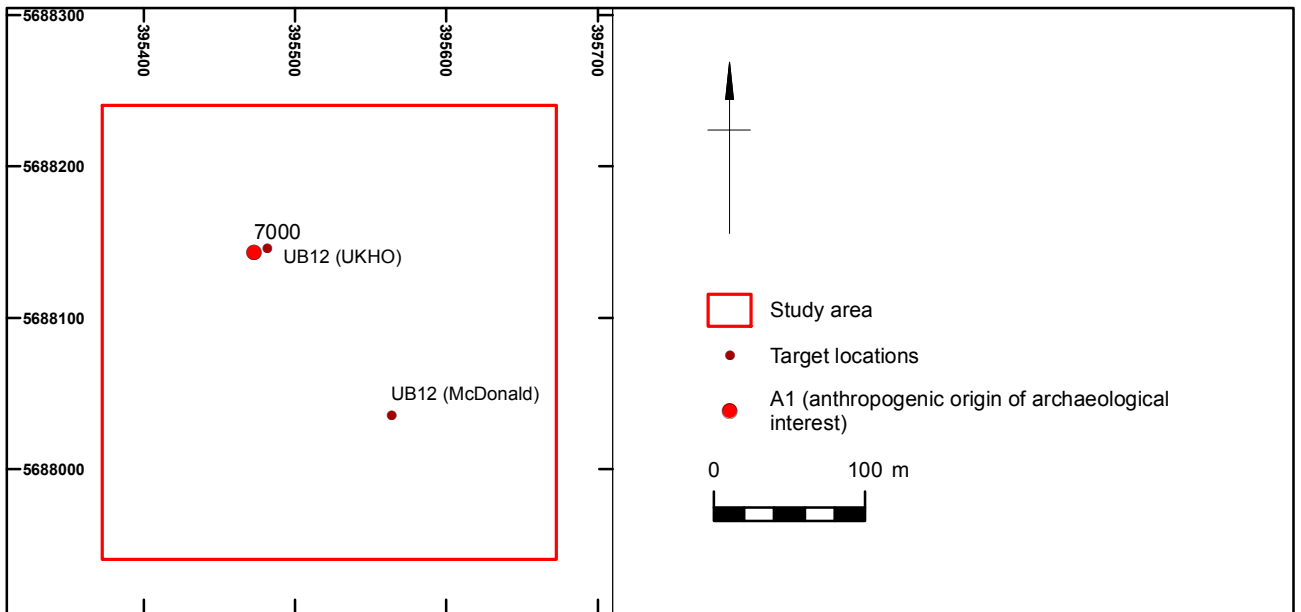 5688300
395400
395500
395600
395700
5688200
7000
UB12 (UKHO)
5688100
UB12 (McDonald)
5688000
Study area
Target locations
A1 (anthropogenic origin of archaeological
interest)
0 100 m